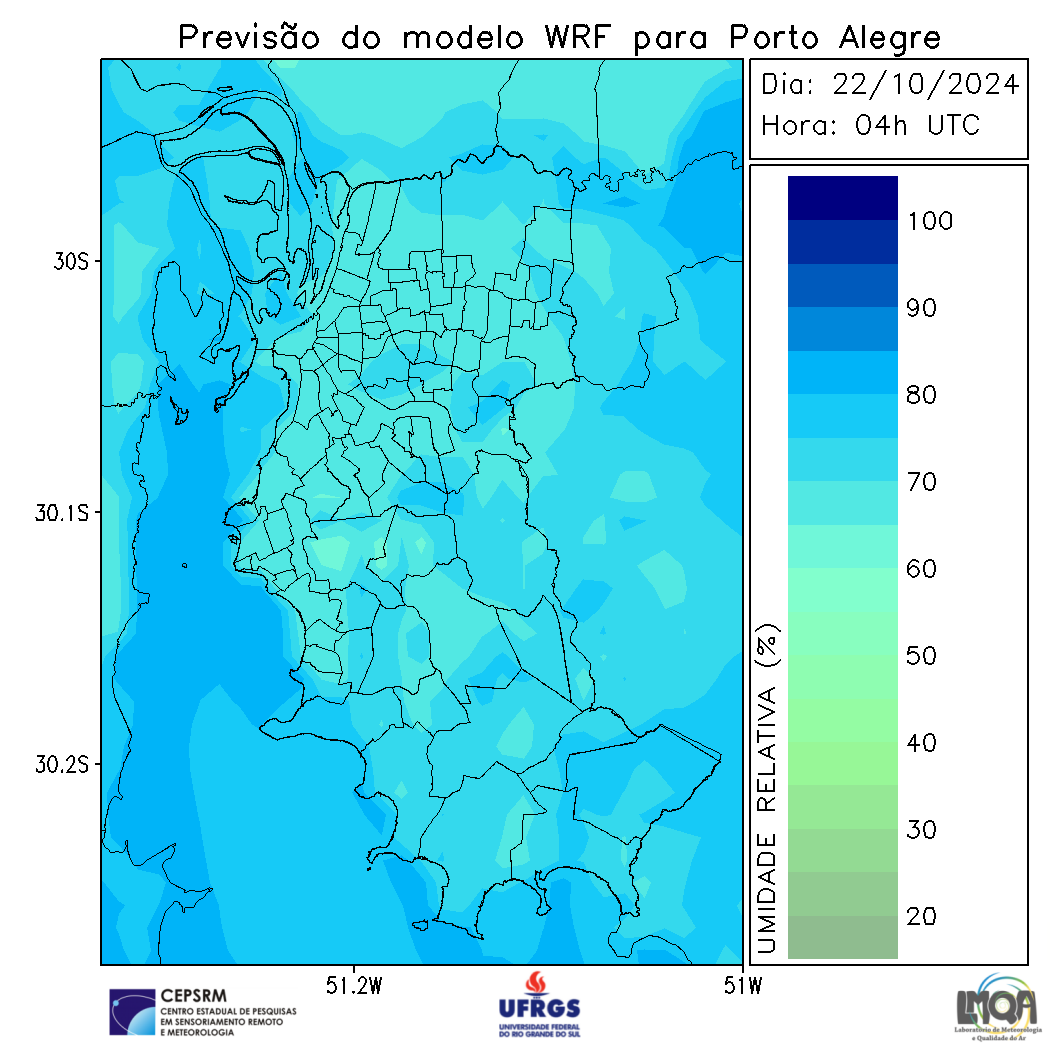 Previsão do modelo WRF para Porto Alegre
Dia: 22/10/2024
Hora: 04h UTC
30S
30.1S
30.2S
51.2W
51W
100
90
80
70
60
50
40
30
20
UMIDADE RELATIVA (%)
CEPSRM
CENTRO ESTADUAL DE PESQUISAS
EM SENSORIAMENTO REMOTO
E METEOROLOGIA
UFRGS
UNIVERSIDADE FEDERAL
DO RIO GRANDE DO SUL
LMQA
Laboratório de Meteorologia
e Qualidade do Ar